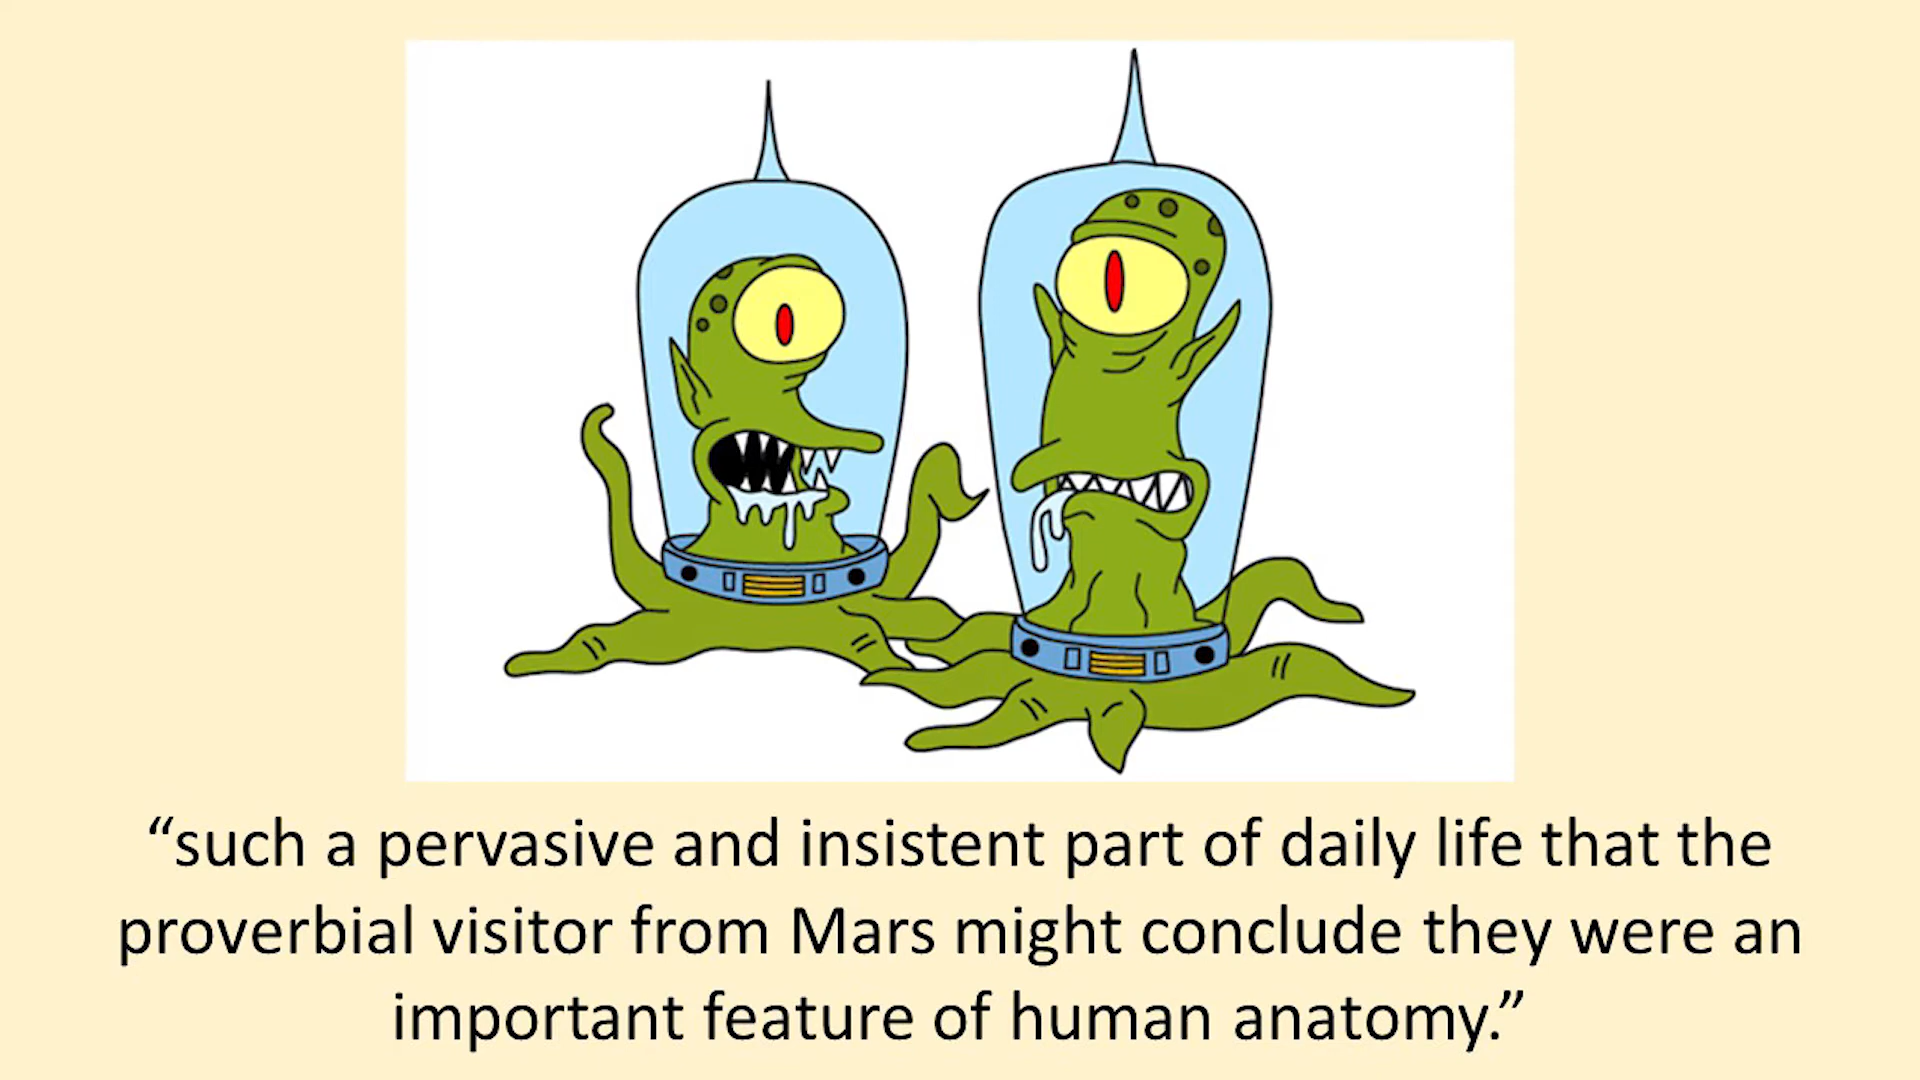 “such a pervasive and insistent part of daily life that the
proverbial visitor from Mars might conclude they were an
important feature of human anatomy.”